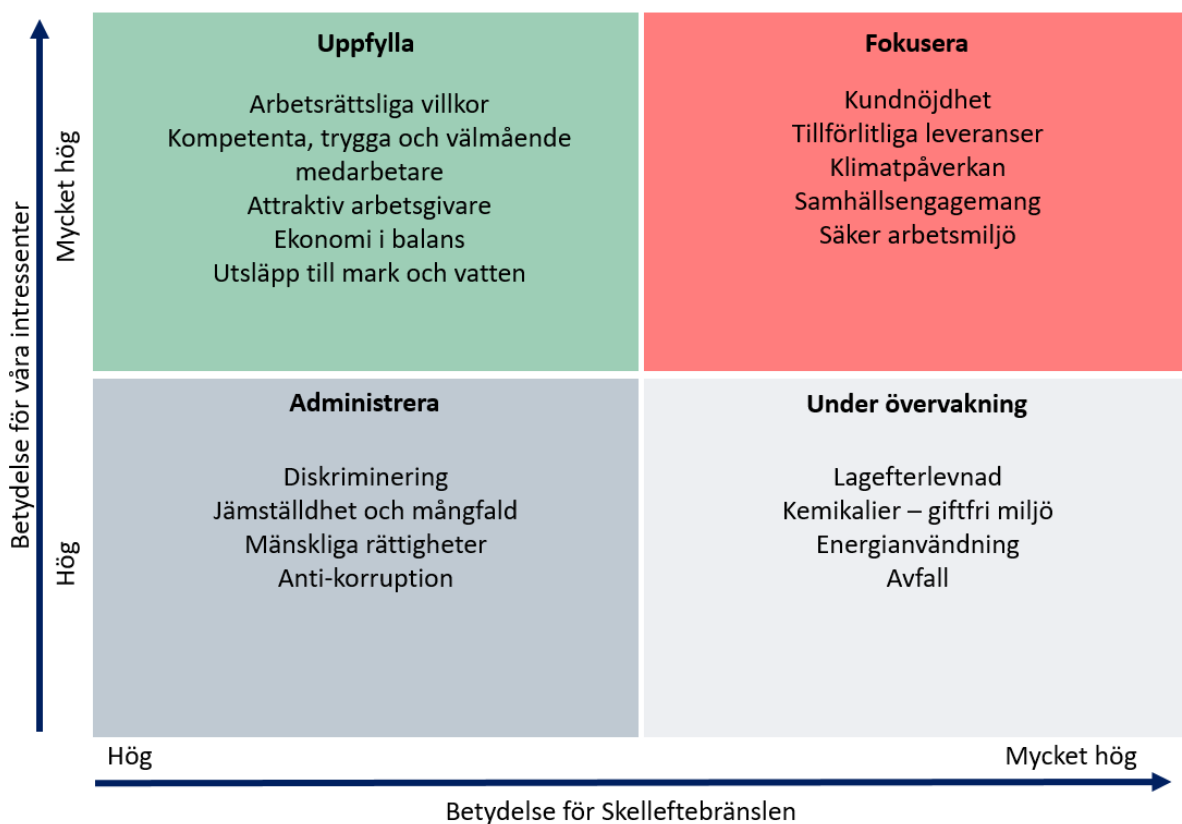 Uppfylla
Arbetsrättsliga villkor
Kompetenta, trygga och välmående
medarbetare
Attraktiv arbetsgivare
Ekonomi i balans
Utsläpp till mark och vatten
Fokusera
Kundnöjdhet
Tillförlitliga leveranser
Klimatpåverkan
Samhällsengagemang
Säker arbetsmiljö
Administrera
Diskriminering
Jämställdhet och mångfald
Mänskliga rättigheter
Anti-korruption
Under övervakning
Lagefterlevnad
Kemikalier – giftfri miljö
Energianvändning
Avfall
Betydelse för våra intressenter
Mycket hög
Hög
Hög
Mycket hög
Betydelse för Skelleftebränslen